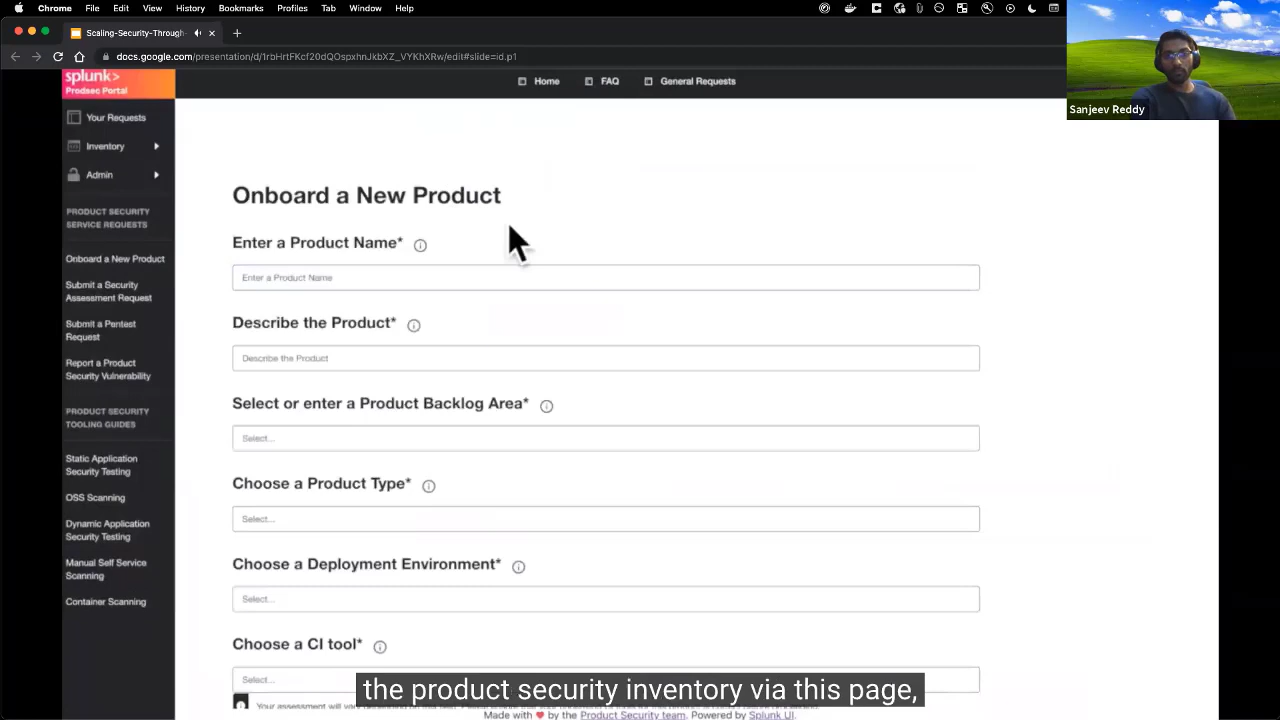 Chrome File Edit View History Bookmarks Profiles Tab Window Help
Scaling-Security-Through-
docs.google.com/presentation/d/1rbHrtFKcf20dQOspxhnJkbXZ_VYKhXRw/edit#slide=id.p1
Sanjeev Reddy
splunk>
Prodsec Portal
Home FAQ General Requests
Your Requests
Inventory
Admin
PRODUCT SECURITY
SERVICE REQUESTS
Onboard a New Product
Submit a Security
Assessment Request
Submit a Pentest
Request
Report a Product
Security Vulnerability
PRODUCT SECURITY
TOOLING GUIDES
Static Application
Security Testing
OSS Scanning
Dynamic Application
Security Testing
Manual Self Service
Scanning
Container Scanning
Onboard a New Product
Enter a Product Name*
Enter a Product Name
Describe the Product*
Describe the Product
Select or enter a Product Backlog Area*
Select...
Choose a Product Type*
Select...
Choose a Deployment Environment*
Select...
Choose a CI tool*
Select...
the product security inventory via this page,
Made with ❤ by the Product Security team. Powered by Splunk UI.